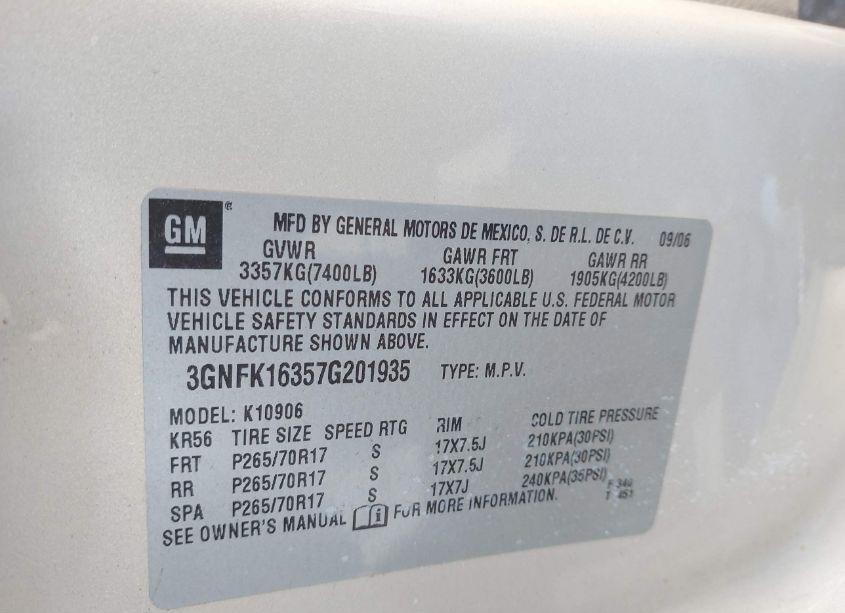 GM ®
MFD BY GENERAL MOTORS DE MEXICO, S. DE R.L. DE C.V. 09/06
GVWR GAWR FRT GAWR RR
3357KG(7400LB) 1633KG(3600LB) 1905KG(4200LB)
THIS VEHICLE CONFORMS TO ALL APPLICABLE U.S. FEDERAL MOTOR
VEHICLE SAFETY STANDARDS IN EFFECT ON THE DATE OF
MANUFACTURE SHOWN ABOVE.
3GNFK16357G201935 TYPE: M.P.V.
MODEL: K10906
KR56 TIRE SIZE SPEED RTG RIM COLD TIRE PRESSURE
FRT P265/70R17 S 17X7.5J 210KPA(30PSI)
RR P265/70R17 S 17X7.5J 210KPA(30PSI)
SPA P265/70R17 S 17X7J 240KPA(35PSI)
SEE OWNER'S MANUAL FOR MORE INFORMATION.